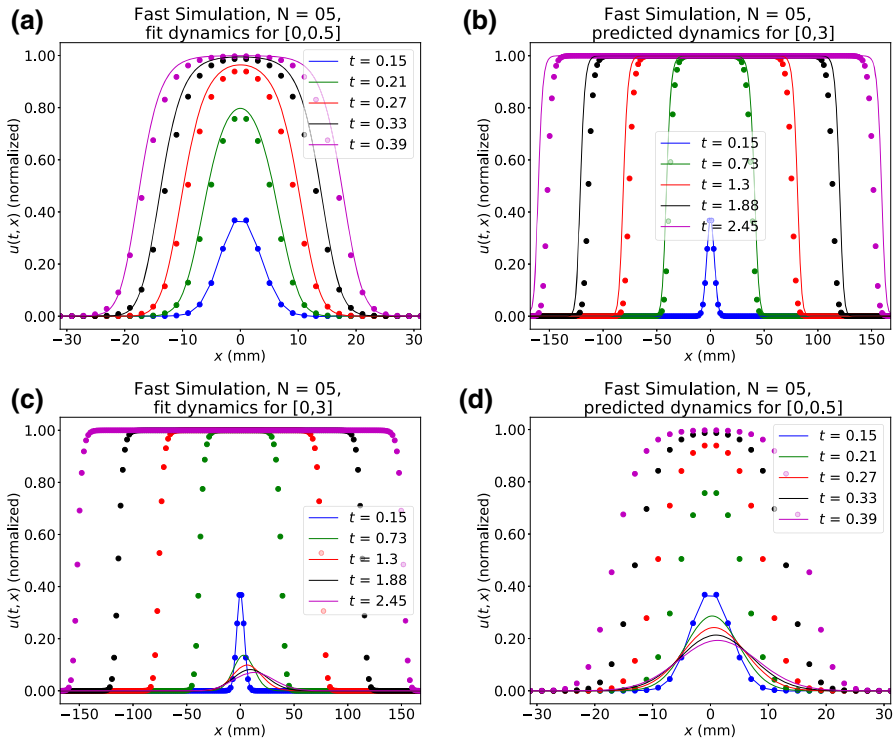 (a)
Fast Simulation, N = 05,
fit dynamics for [0,0.5]
u(t, x) (normalized)
1.00
0.80
0.60
0.40
0.20
0.00
t = 0.15
t = 0.21
t = 0.27
t = 0.33
t = 0.39
−30 −20 −10 0 10 20 30
x (mm)
(b)
Fast Simulation, N = 05,
predicted dynamics for [0,3]
u(t, x) (normalized)
1.00
0.80
0.60
0.40
0.20
0.00
t = 0.15
t = 0.73
t = 1.3
t = 1.88
t = 2.45
−150 −100 −50 0 50 100 150
x (mm)
(c)
Fast Simulation, N = 05,
fit dynamics for [0,3]
u(t, x) (normalized)
1.00
0.80
0.60
0.40
0.20
0.00
t = 0.15
t = 0.73
t = 1.3
t = 1.88
t = 2.45
−150 −100 −50 0 50 100 150
x (mm)
(d)
Fast Simulation, N = 05,
predicted dynamics for [0,0.5]
u(t, x) (normalized)
1.00
0.80
0.60
0.40
0.20
0.00
t = 0.15
t = 0.21
t = 0.27
t = 0.33
t = 0.39
−30 −20 −10 0 10 20 30
x (mm)